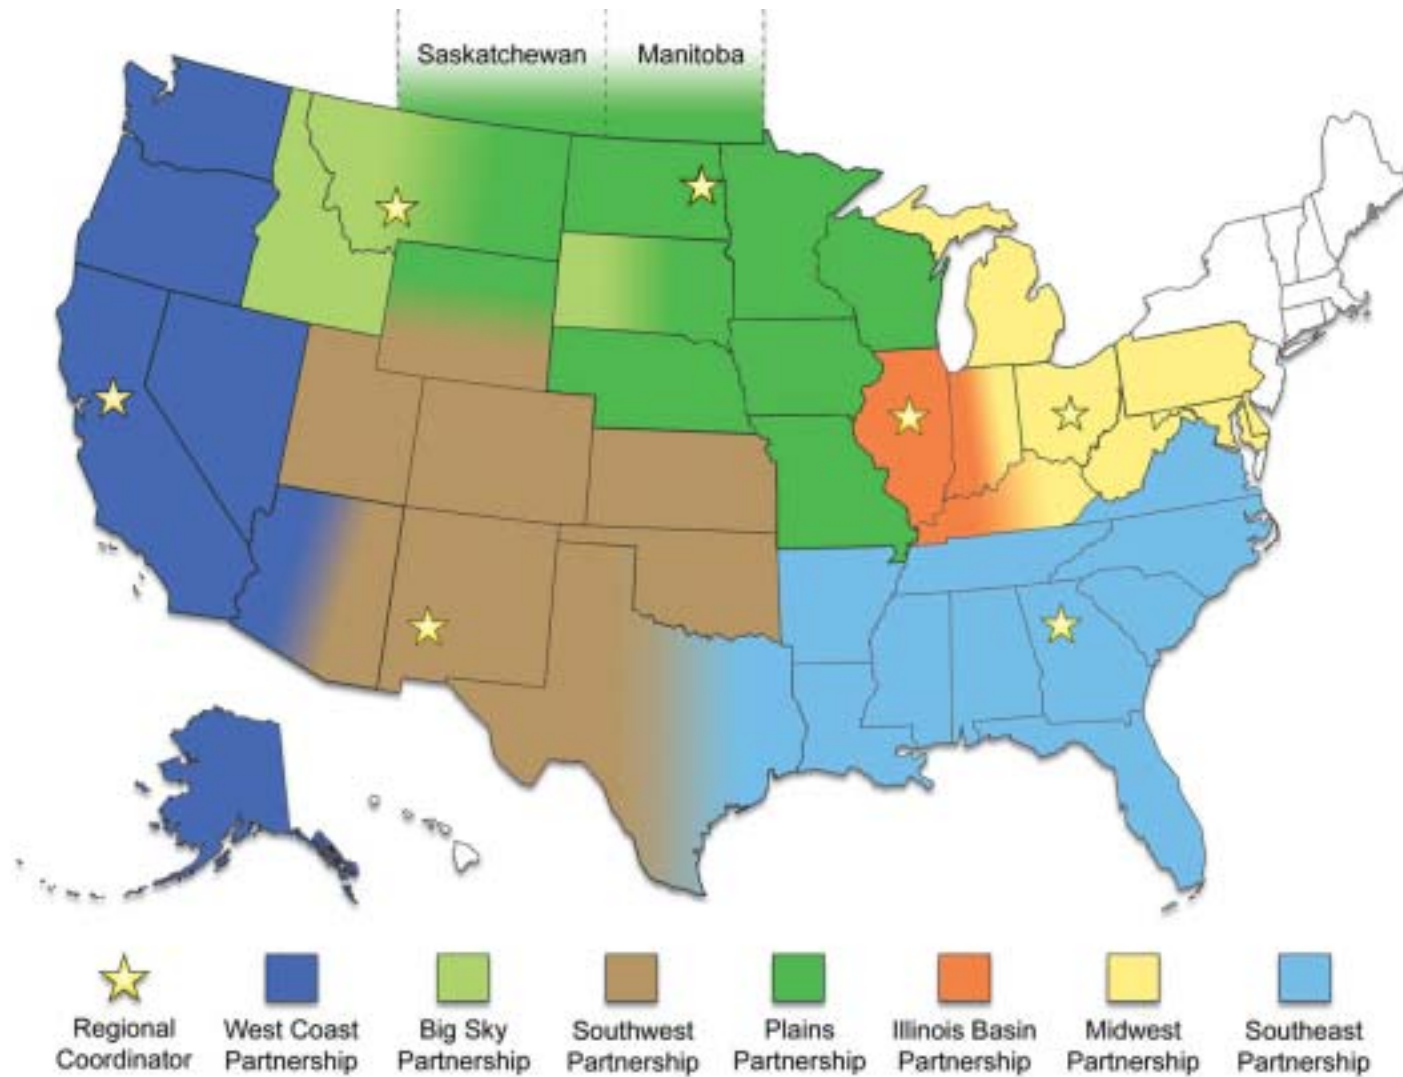 Saskatchewan
Manitoba
Regional
Coordinator
West Coast
Partnership
Big Sky
Partnership
Southwest
Partnership
Plains
Partnership
Illinois Basin
Partnership
Midwest
Partnership
Southeast
Partnership